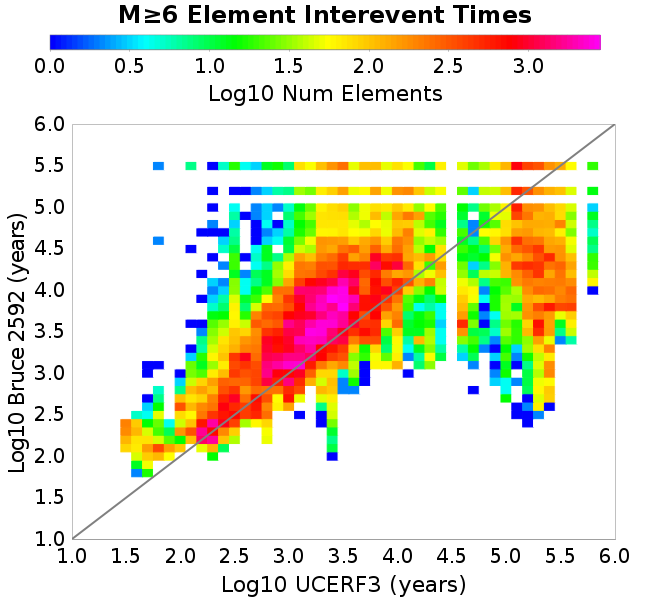 M≥6 Element Interevent Times
0.0 0.5 1.0 1.5 2.0 2.5 3.0
Log10 Num Elements
6.0
5.5
5.0
4.5
4.0
3.5
3.0
2.5
2.0
1.5
1.0
Log10 Bruce 2592 (years)
1.0 1.5 2.0 2.5 3.0 3.5 4.0 4.5 5.0 5.5 6.0
Log10 UCERF3 (years)